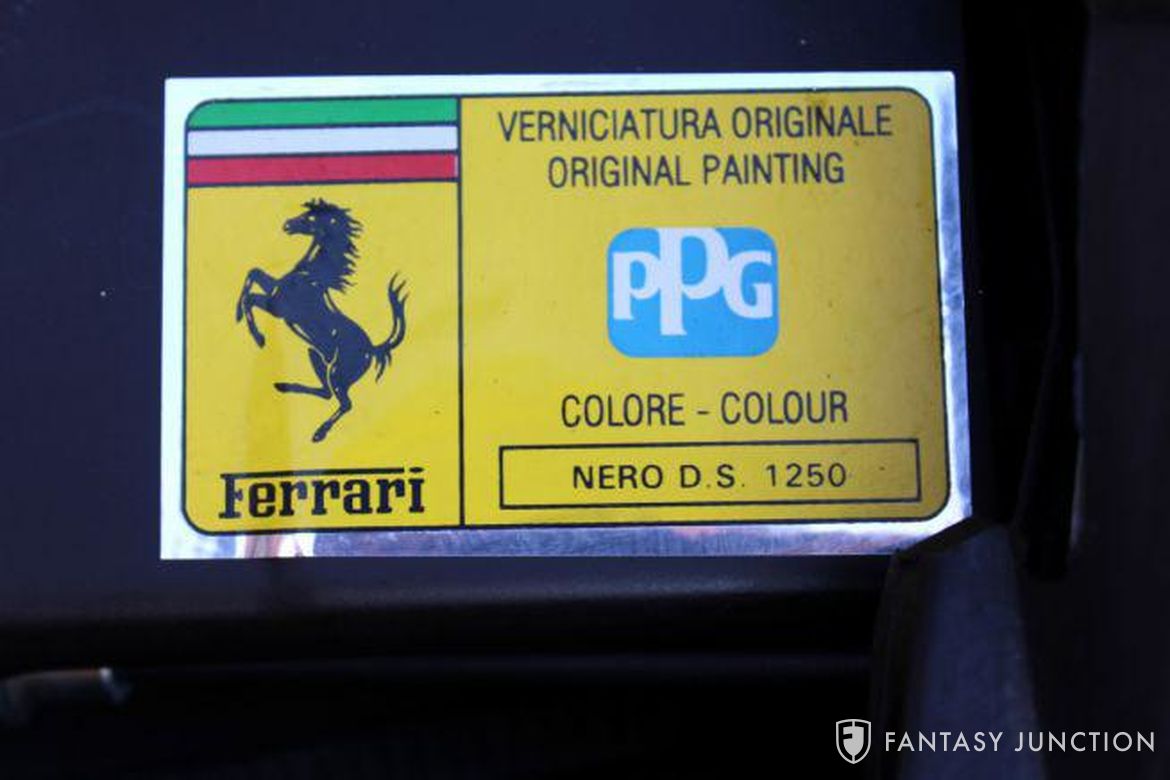 VERNICIATURA ORIGINALE
ORIGINAL PAINTING
PPG
COLORE - COLOUR
NERO D.S. 1250
Ferrari
FANTASY JUNCTION